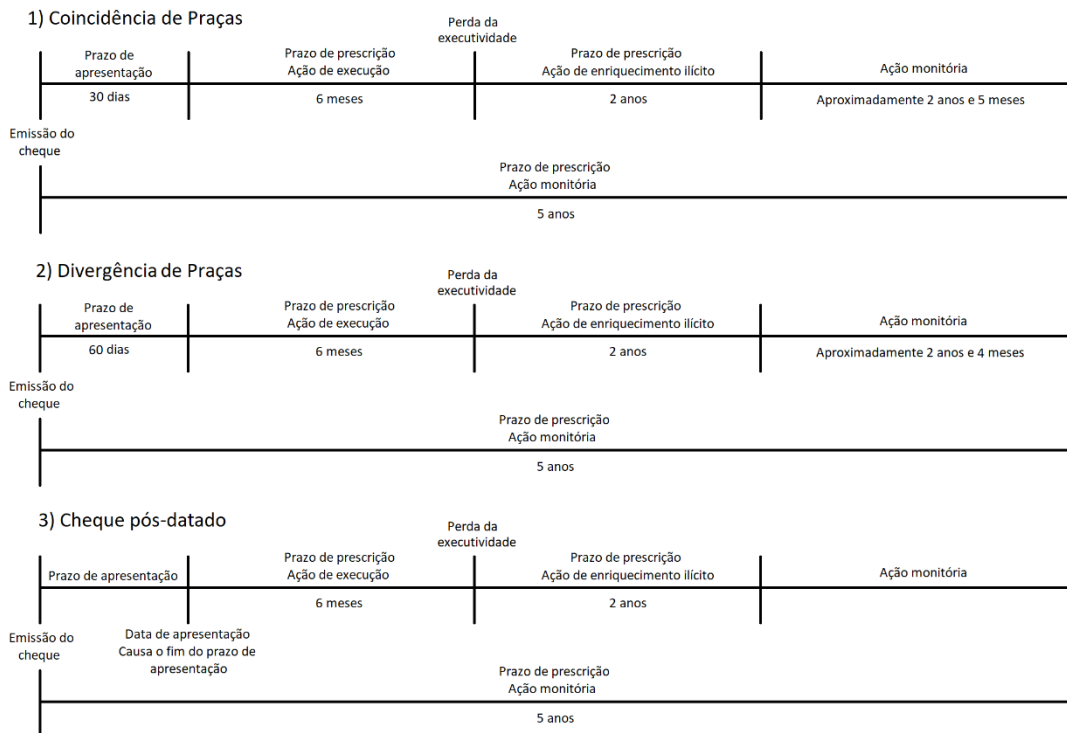 1) Coincidência de Praças
Perda da
executividade
Prazo de
apresentação
Prazo de prescrição
Ação de execução
Prazo de prescrição
Ação de enriquecimento ilícito
Ação monitória
30 dias
6 meses
2 anos
Aproximadamente 2 anos e 5 meses
Emissão do
cheque
Prazo de prescrição
Ação monitória
5 anos
2) Divergência de Praças
Perda da
executividade
Prazo de
apresentação
Prazo de prescrição
Ação de execução
Prazo de prescrição
Ação de enriquecimento ilícito
Ação monitória
60 dias
6 meses
2 anos
Aproximadamente 2 anos e 4 meses
Emissão do
cheque
Prazo de prescrição
Ação monitória
5 anos
3) Cheque pós-datado
Perda da
executividade
Prazo de apresentação
Prazo de prescrição
Ação de execução
Prazo de prescrição
Ação de enriquecimento ilícito
Ação monitória
6 meses
2 anos
Emissão do
cheque
Data de apresentação
Causa o fim do prazo de
apresentação
Prazo de prescrição
Ação monitória
5 anos